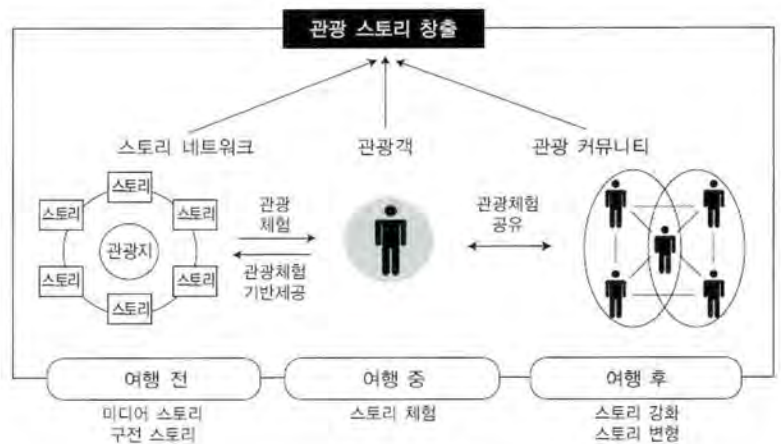 관광 스토리 창출
스토리 네트워크
관광객
관광 커뮤니티
스토리
스토리
스토리
관광지
스토리
스토리
스토리
관광
체험
관광체험
기반제공
관광체험
공유
여행 전
여행 중
여행 후
미디어 스토리
구전 스토리
스토리 체험
스토리 강화
스토리 변형